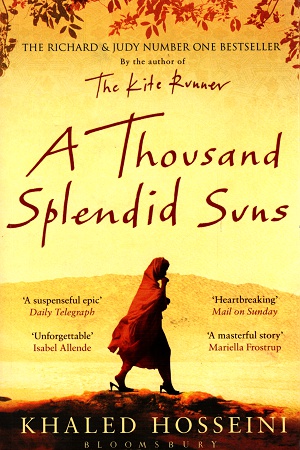 THE RICHARD & JUDY NUMBER ONE BESTSELLER
By the author of
The Kite Runner
A Thousand
Splendid Suns
'A suspenseful epic'
Daily Telegraph
'Heartbreaking'
Mail on Sunday
'Unforgettable'
Isabel Allende
'A masterful story'
Mariella Frostrup
KHALED HOSSEINI
BLOOMSBURY